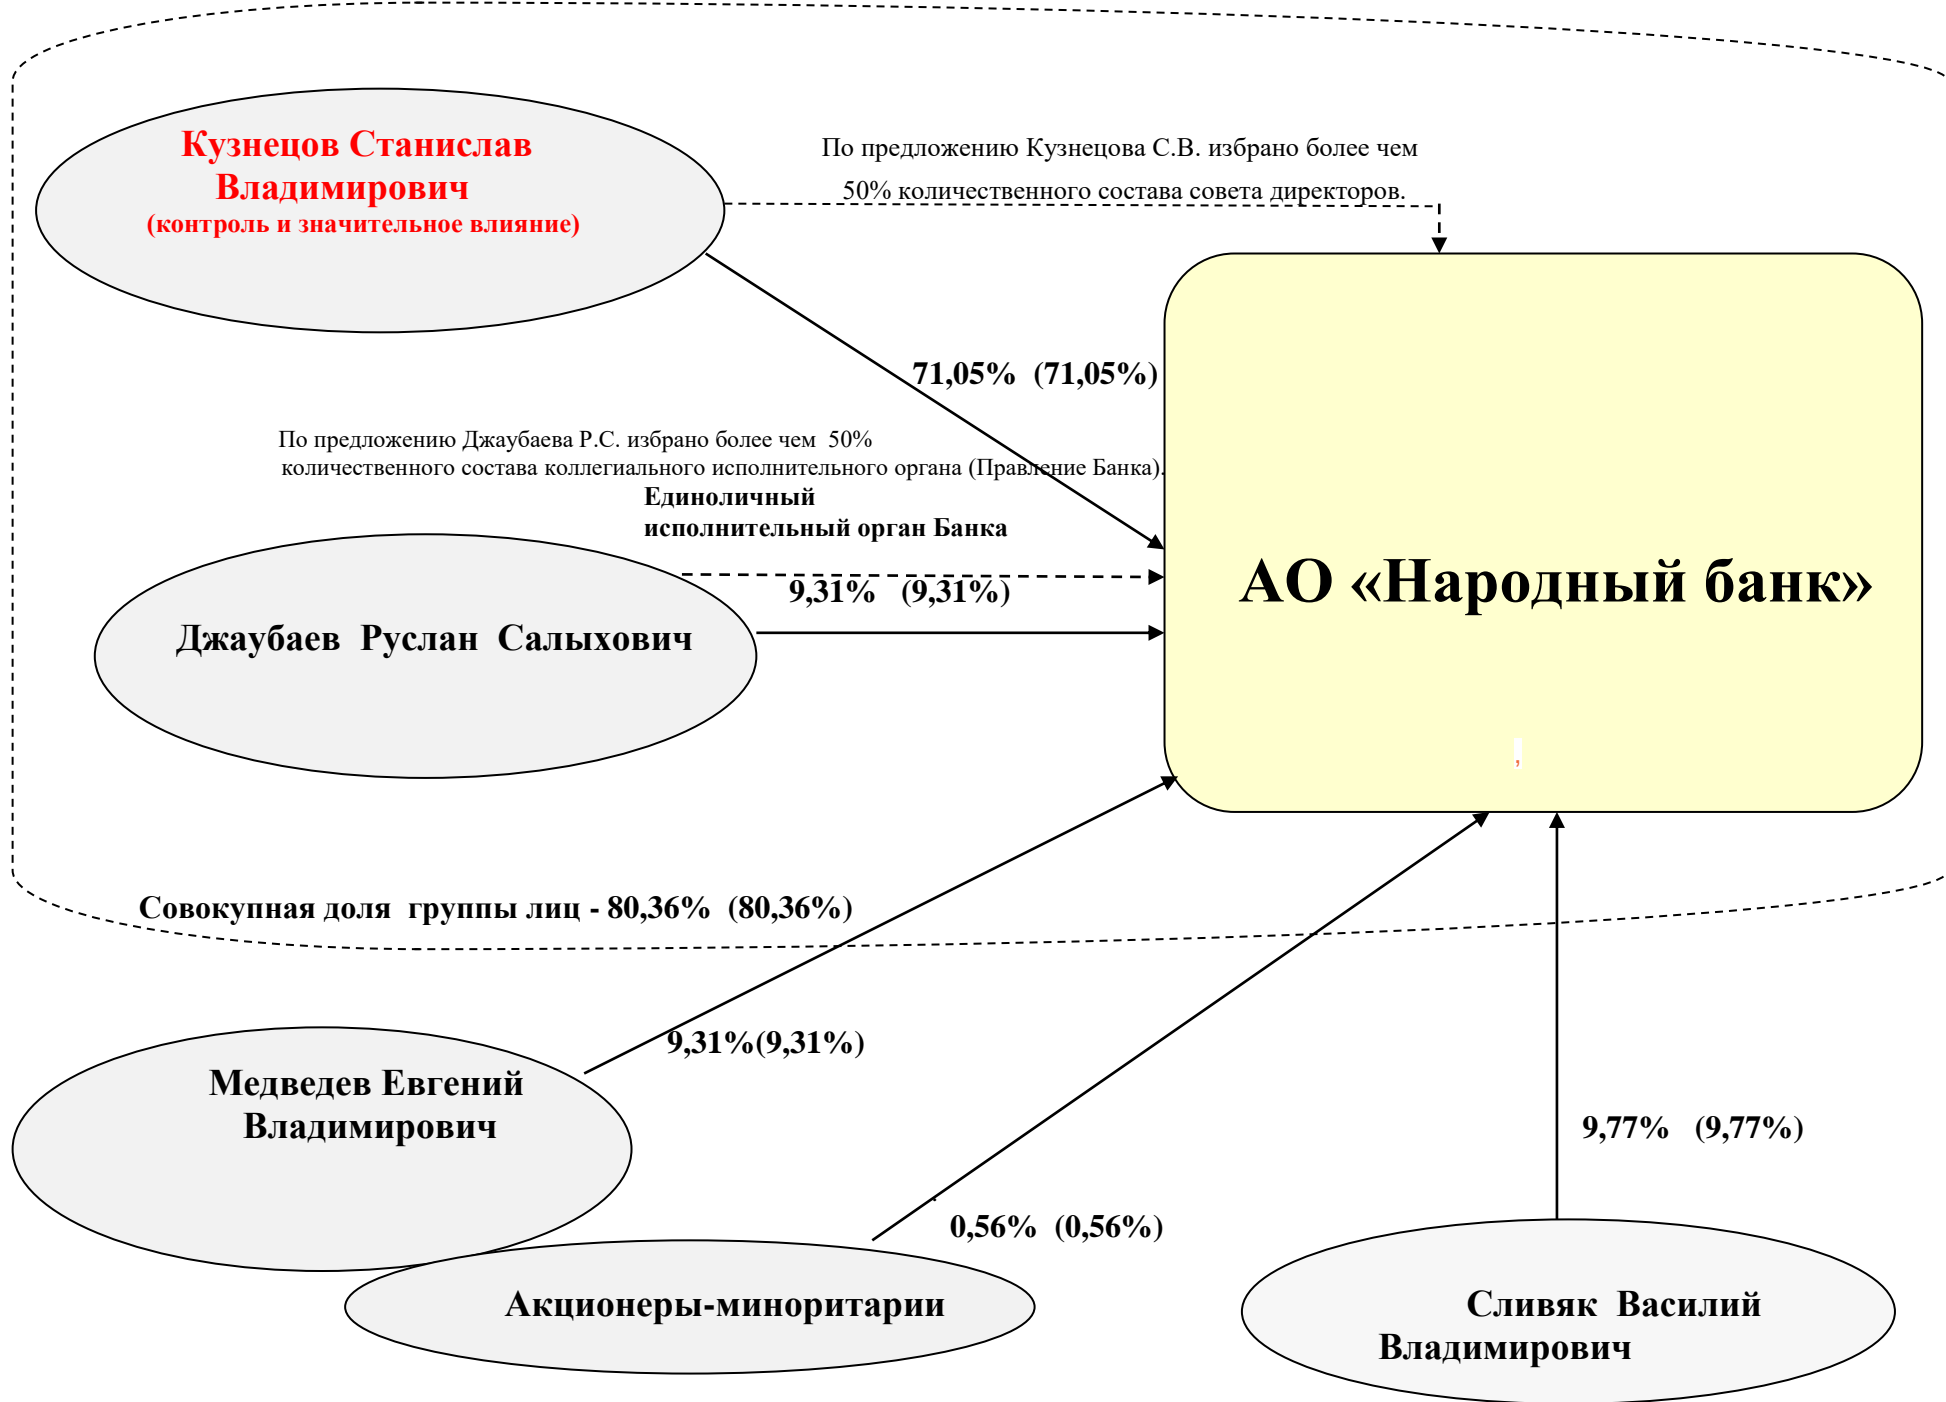 Кузнецов Станислав
Владимирович
(контроль и значительное влияние)
По предложению Кузнецова С.В. избрано более чем
50% количественного состава совета директоров.
71,05% (71,05%)
По предложению Джаубаева Р.С. избрано более чем 50%
количественного состава коллегиального исполнительного органа (Правление Банка).
Единоличный
исполнительный орган Банка
9,31% (9,31%)
Джаубаев Руслан Салыхович
АО «Народный банк»
,
Совокупная доля группы лиц - 80,36% (80,36%)
9,31%(9,31%)
Медведев Евгений
Владимирович
9,77% (9,77%)
0,56% (0,56%)
Акционеры-миноритарии
Сливяк Василий
Владимирович